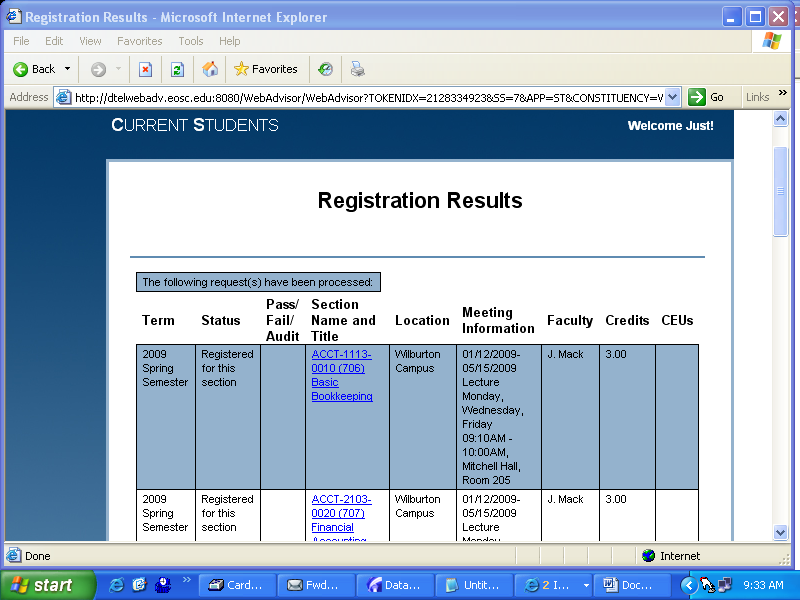 Registration Results - Microsoft Internet Explorer
File Edit View Favorites Tools Help
Back Favorites
Address http://dtelwebadv.eosc.edu:8080/WebAdvisor/WebAdvisor?TOKENIDX=2128334923&SS=7&APP=ST&CONSTITUENCY=V Go Links »
CURRENT STUDENTS
Welcome Just!
Registration Results
The following request(s) have been processed:
Term Status Pass/ Fail/ Audit Section Name and Title Location Meeting Information Faculty Credits CEUs
2009 Spring Semester
Registered for this section
ACCT-1113-
0010 (706)
Basic
Bookkeeping
Wilburton
Campus
01/12/2009-
05/15/2009
Lecture
Monday,
Wednesday,
Friday
09:10AM -
10:00AM,
Mitchell Hall,
Room 205
J. Mack
3.00
2009
Spring
Semester
Registered
for this
section
ACCT-2103-
0020 (707)
Financial
Accounting
Wilburton
Campus
01/12/2009-
05/15/2009
Lecture
Monday
J. Mack
3.00
Done
Internet
start » Card... Fwd... Data... Untit... 2 I... Doc... 9:33 AM